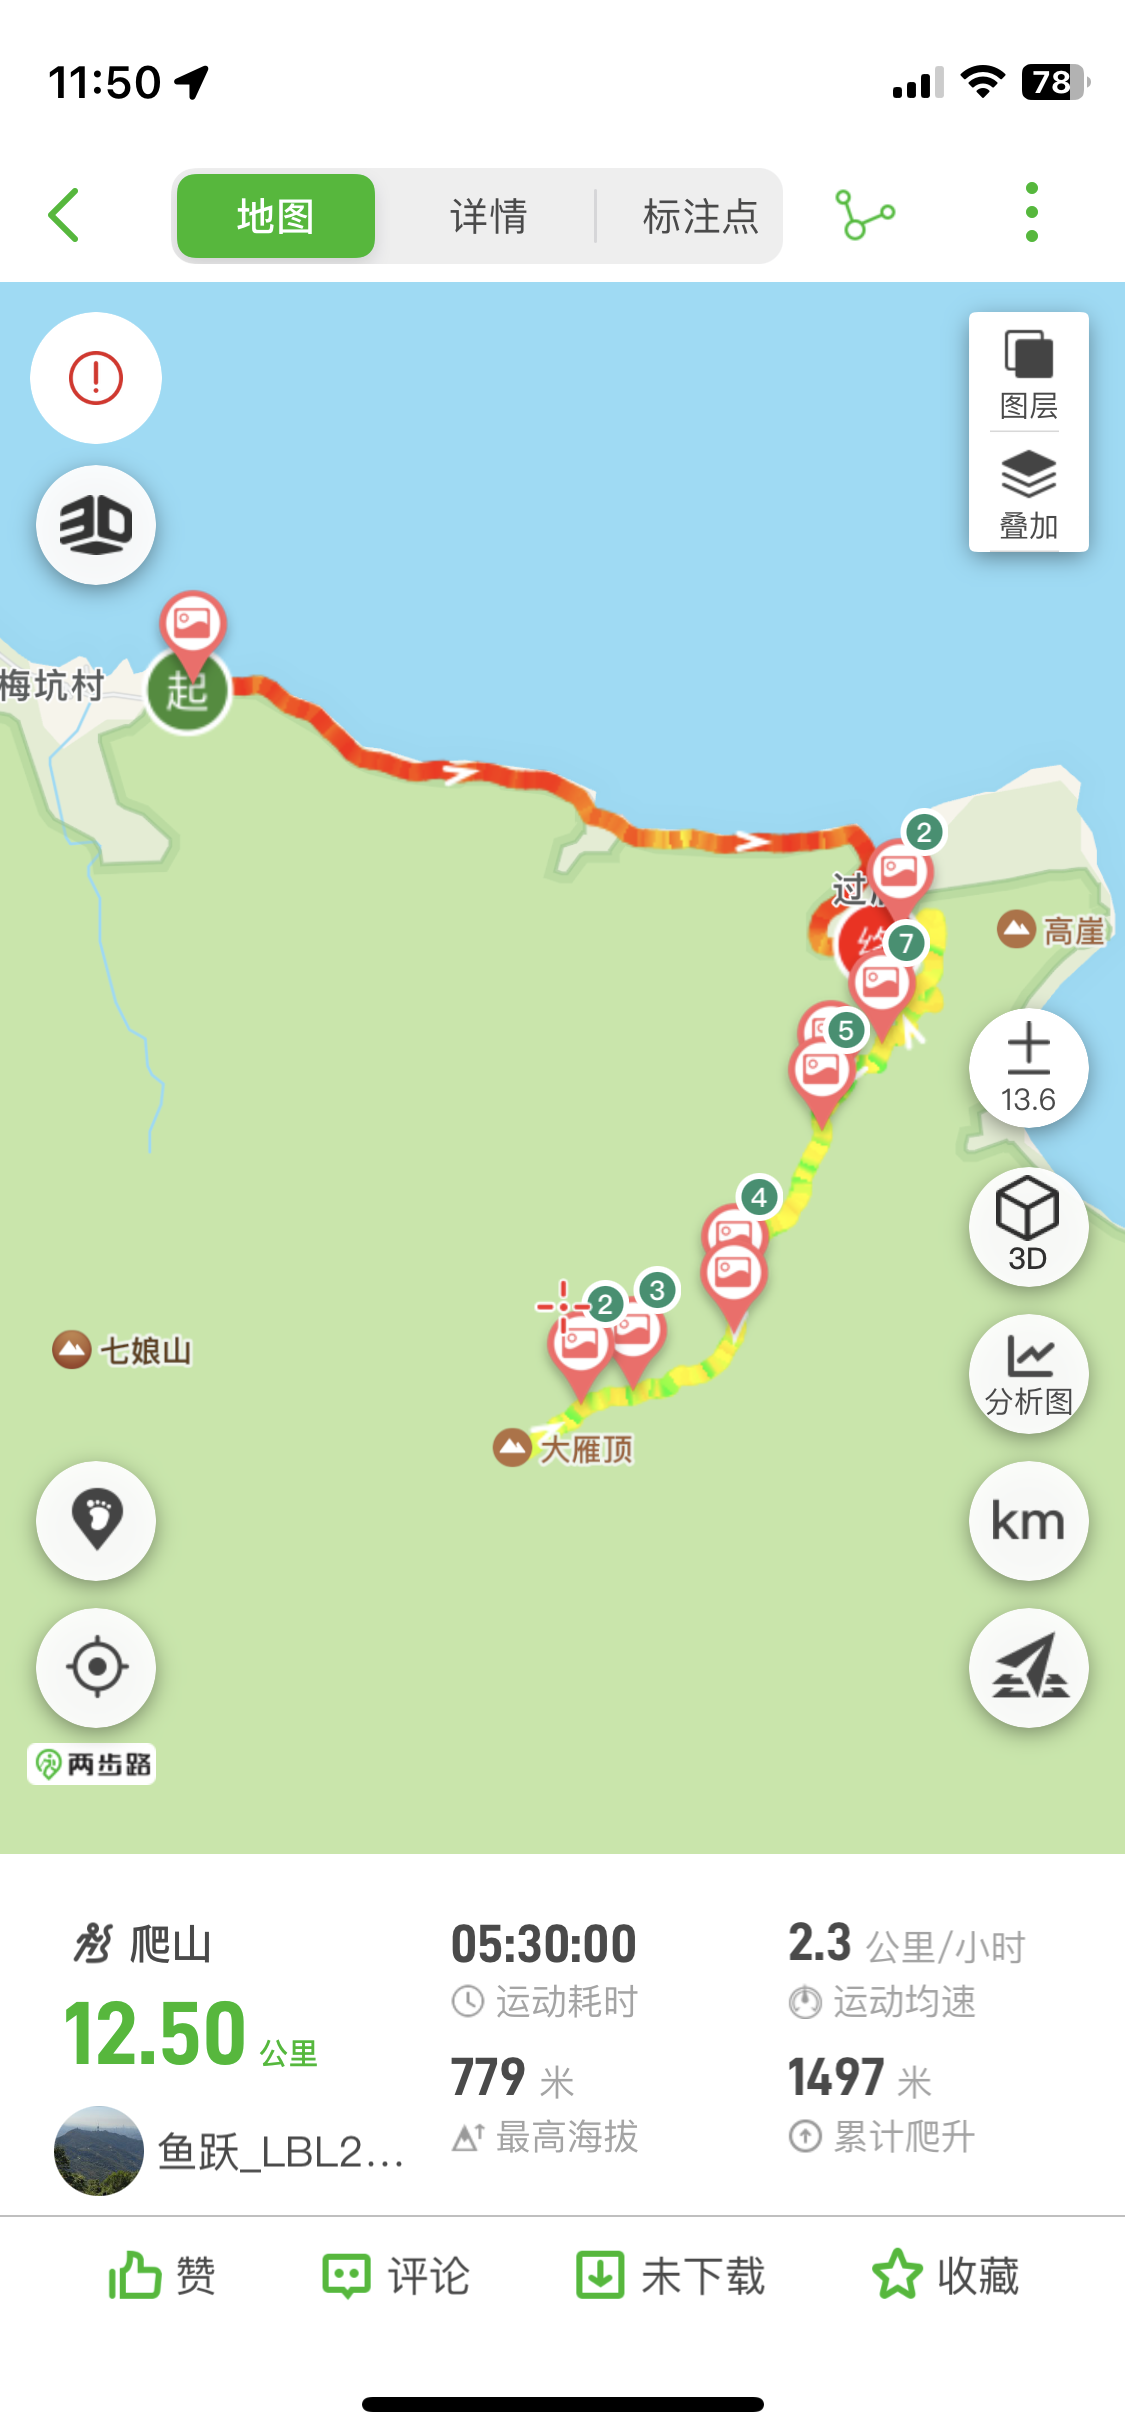 11:50
78
地图
详情
标注点
图层
叠加
3D
梅坑村
起
2
过
7
高崖
5
13.6
4
3D
3
2
七娘山
分析图
大雁顶
km
两步路
爬山
05:30:00
2.3 公里/小时
运动耗时
运动均速
12.50 公里
779 米
1497 米
最高海拔
累计爬升
鱼跃_LBL2...
赞
评论
未下载
收藏